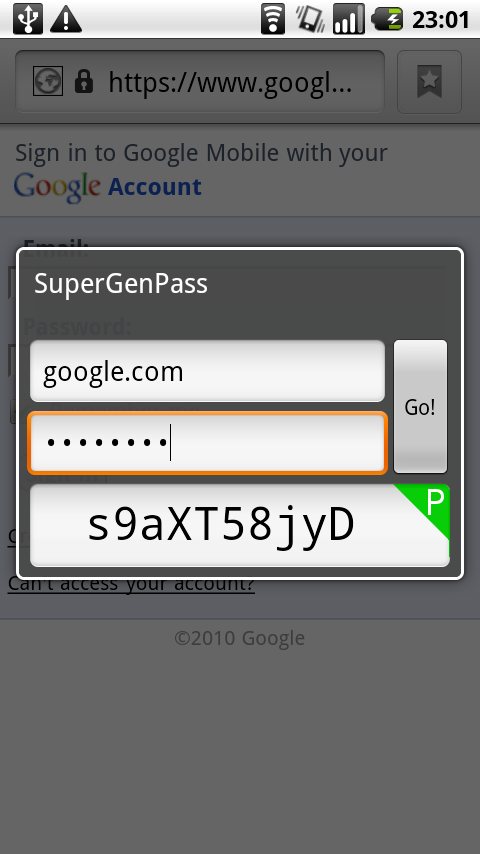 23:01
https://www.googl...
Sign in to Google Mobile with your
Google Account
Email:
SuperGenPass
Password:
google.com
Go!
••••••••
s9aXT58jyD
P
Can't access your account?
©2010 Google